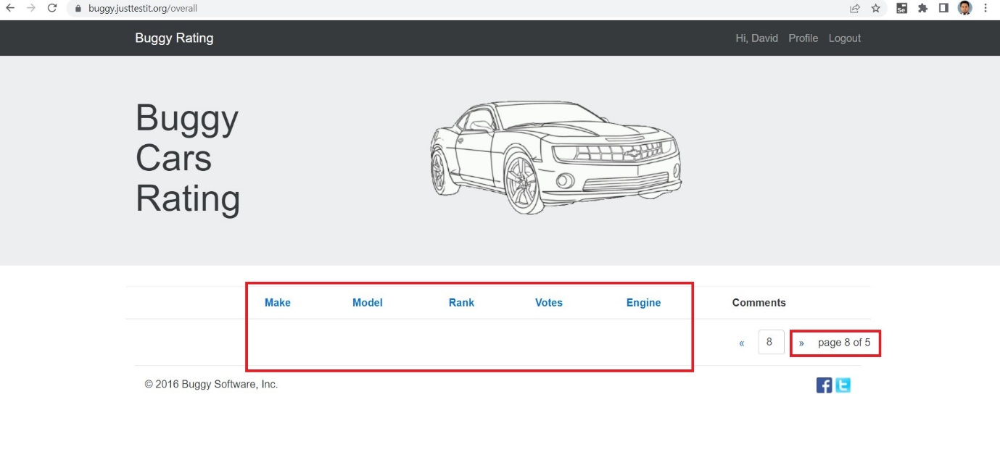 buggy.justtestit.org/overall
Se
Buggy Rating
Hi, David Profile Logout
Buggy
Cars
Rating
Make Model Rank Votes Engine Comments
« 8 » page 8 of 5
© 2016 Buggy Software, Inc.